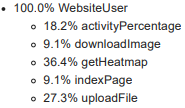 100.0% WebsiteUser
18.2% activityPercentage
9.1% downloadImage
36.4% getHeatmap
9.1% indexPage
27.3% uploadFile